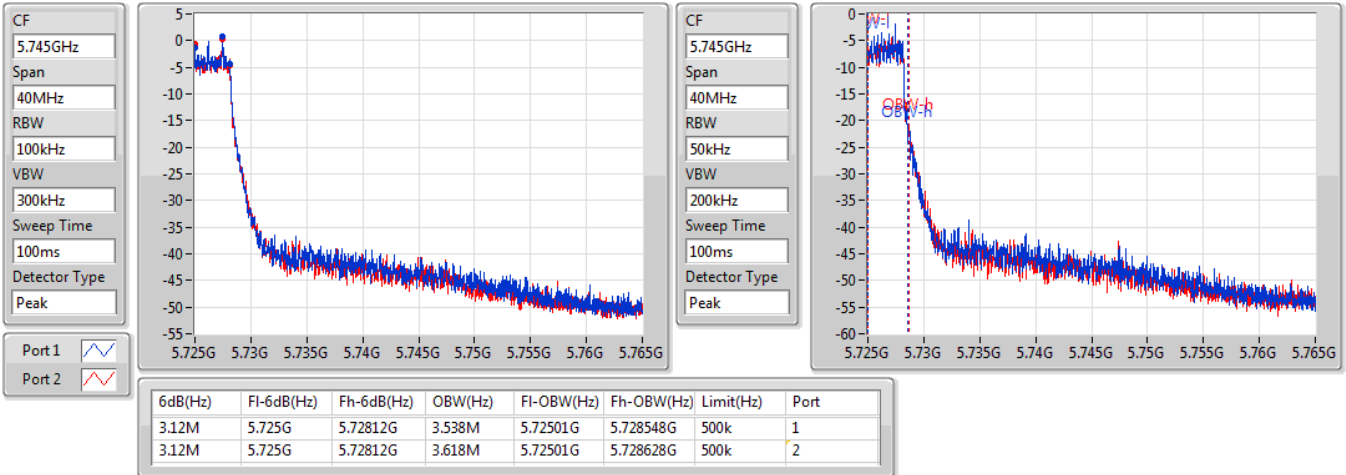 CF
5.745GHz
Span
40MHz
RBW
100kHz
VBW
300kHz
Sweep Time
100ms
Detector Type
Peak
Port 1
Port 2
5
0
-5
-10
-15
-20
-25
-30
-35
-40
-45
-50
-55
5.725G 5.73G 5.735G 5.74G 5.745G 5.75G 5.755G 5.76G 5.765G
CF
5.745GHz
Span
40MHz
RBW
50kHz
VBW
200kHz
Sweep Time
100ms
Detector Type
Peak
0
-5
-10
-15
-20
-25
-30
-35
-40
-45
-50
-55
-60
OBW-h
OBW-h
5.725G 5.73G 5.735G 5.74G 5.745G 5.75G 5.755G 5.76G 5.765G
6dB(Hz) Fl-6dB(Hz) Fh-6dB(Hz) OBW(Hz) Fl-OBW(Hz) Fh-OBW(Hz) Limit(Hz) Port
3.12M 5.725G 5.72812G 3.538M 5.72501G 5.728548G 500k 1
3.12M 5.725G 5.72812G 3.618M 5.72501G 5.728628G 500k 2